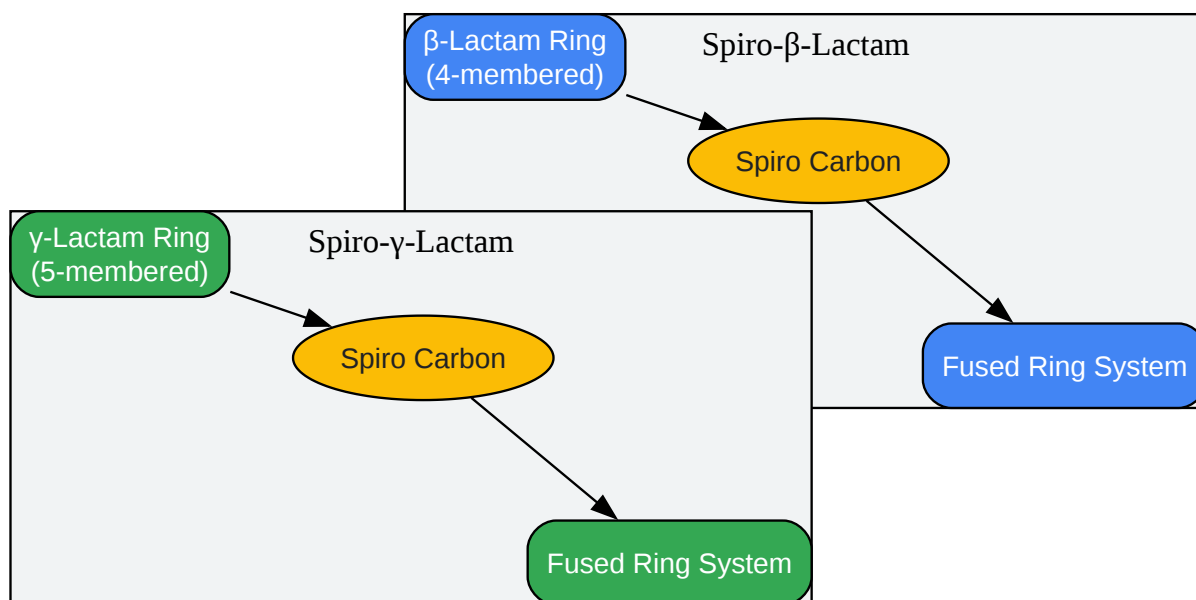 β-Lactam Ring
(4-membered)
Spiro-β-Lactam
Spiro Carbon
Fused Ring System
γ-Lactam Ring
(5-membered)
Spiro-γ-Lactam
Spiro Carbon
Fused Ring System